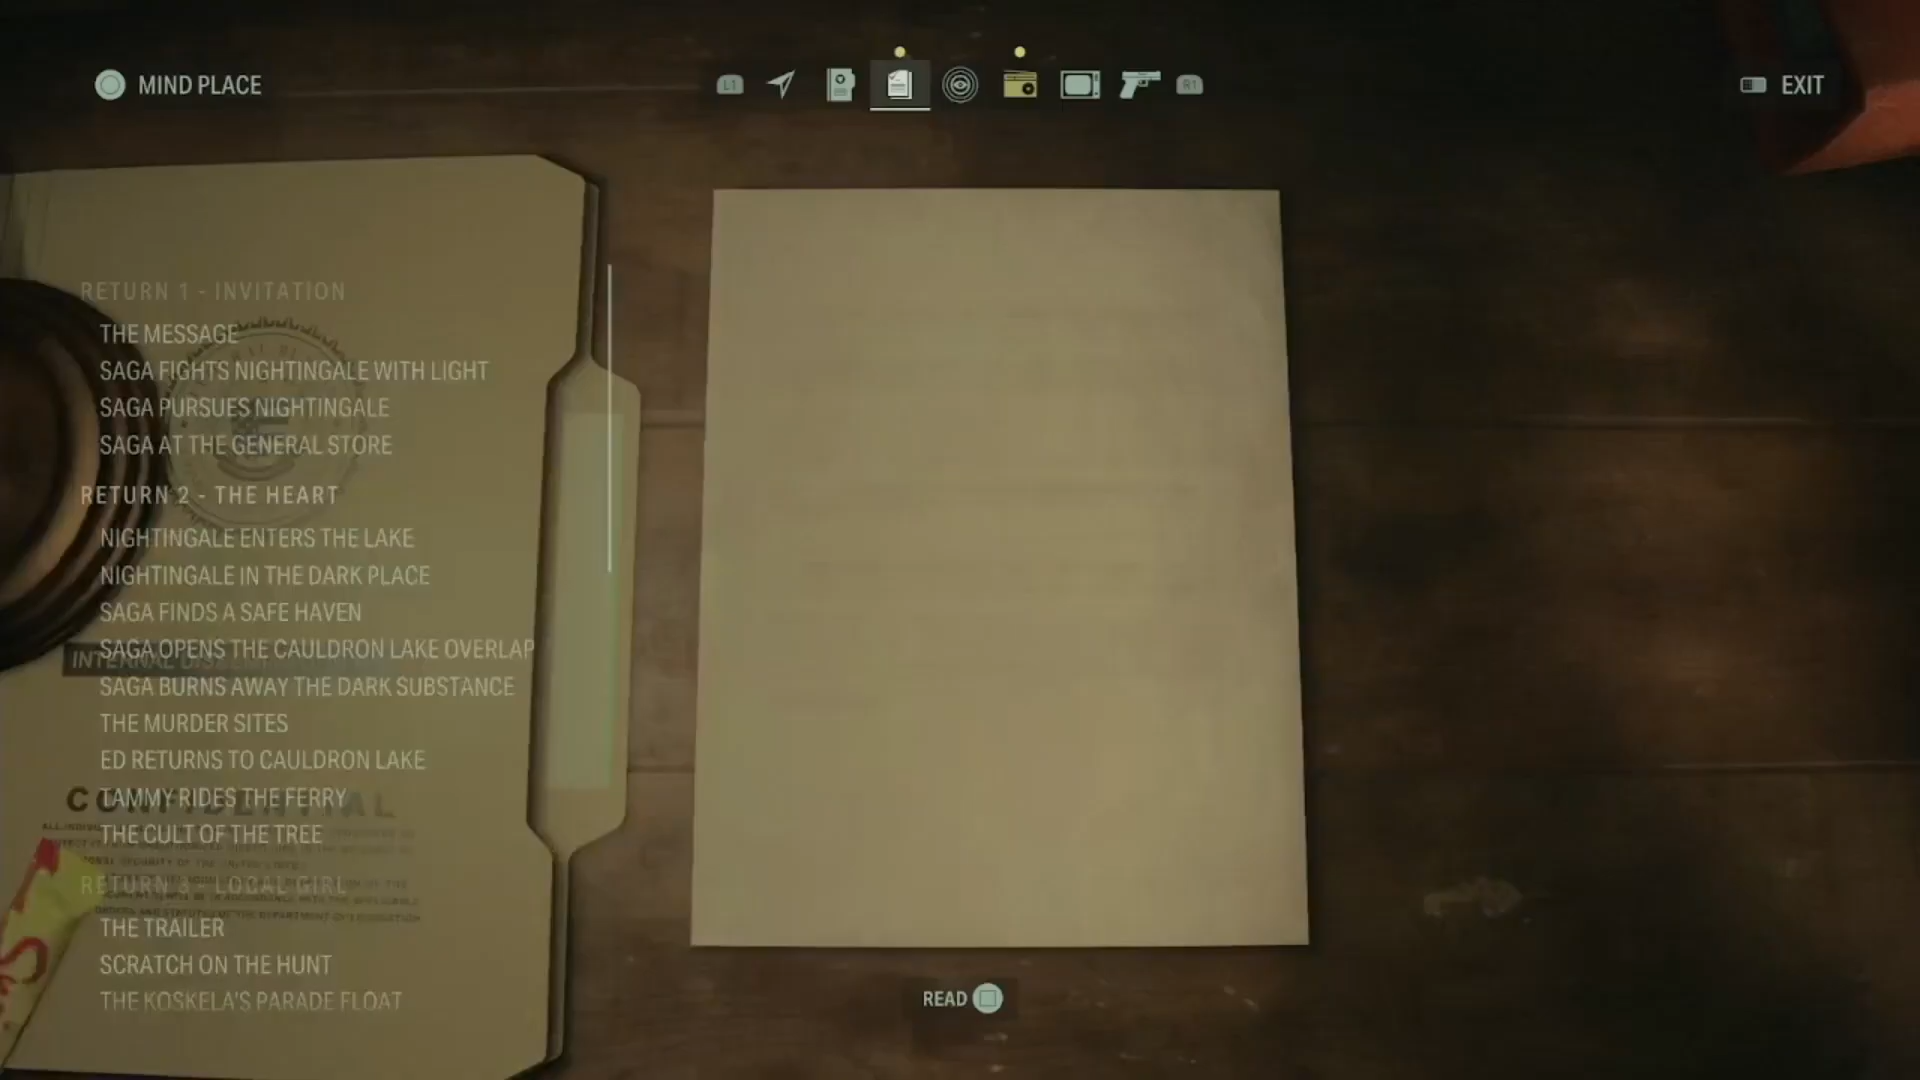 MIND PLACE
L1
R1
EXIT
RETURN 1 - INVITATION
THE MESSAGE
SAGA FIGHTS NIGHTINGALE WITH LIGHT
SAGA PURSUES NIGHTINGALE
SAGA AT THE GENERAL STORE
RETURN 2 - THE HEART
NIGHTINGALE ENTERS THE LAKE
NIGHTINGALE IN THE DARK PLACE
SAGA FINDS A SAFE HAVEN
SAGA OPENS THE CAULDRON LAKE OVERLAP
INTERNAL
SAGA BURNS AWAY THE DARK SUBSTANCE
THE MURDER SITES
ED RETURNS TO CAULDRON LAKE
CONFIDENTIAL
TAMMY RIDES THE FERRY
THE CULT OF THE TREE
RETURN 3 - LOCAL GIRL
THE TRAILER
SCRATCH ON THE HUNT
THE KOSKELA'S PARADE FLOAT
READ